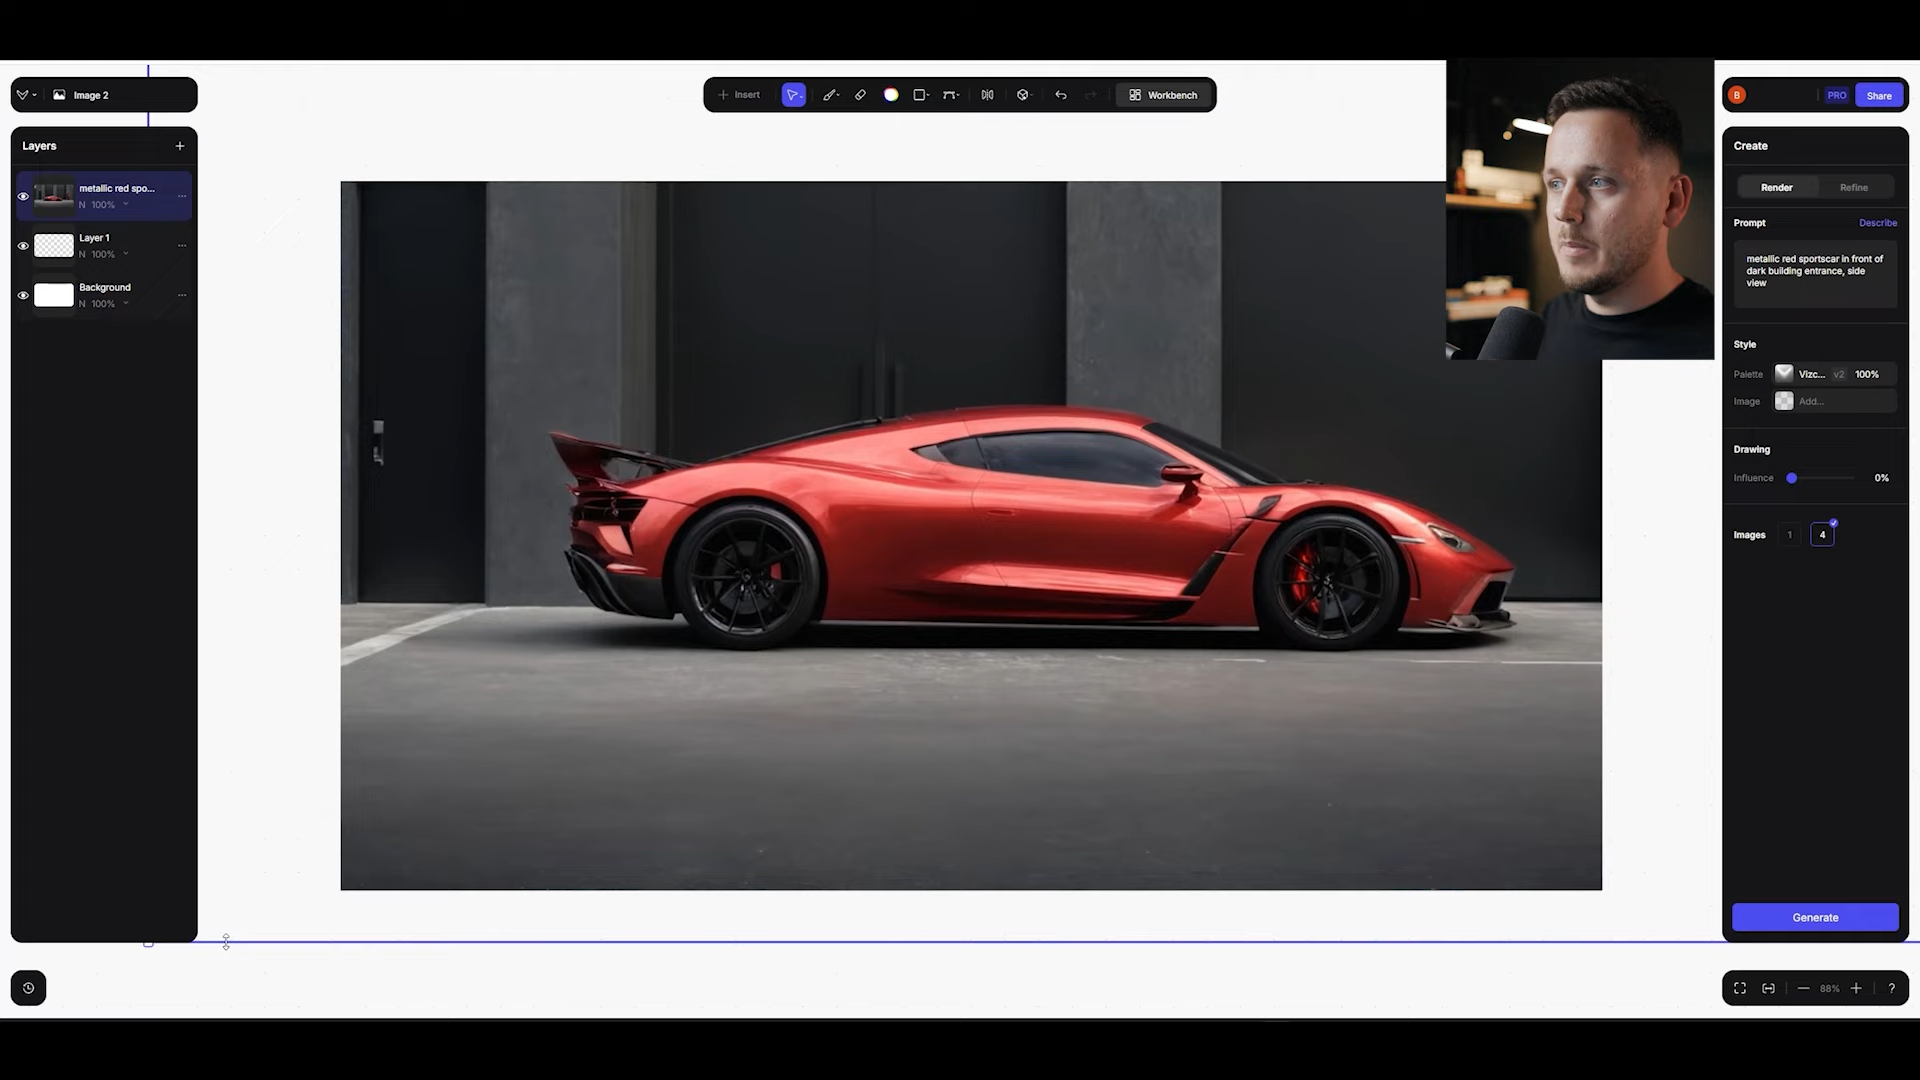 Image 2
Insert
Workbench
B
PRO
Share
Layers
metallic red spo...
N 100%
Layer 1
N 100%
Background
N 100%
Create
Render
Refine
Prompt
Describe
metallic red sportscar in front of
dark building entrance, side
view
Style
Palette
Vizc...
v2
100%
Image
Add...
Drawing
Influence
0%
Images
1
4
Generate
88%
?